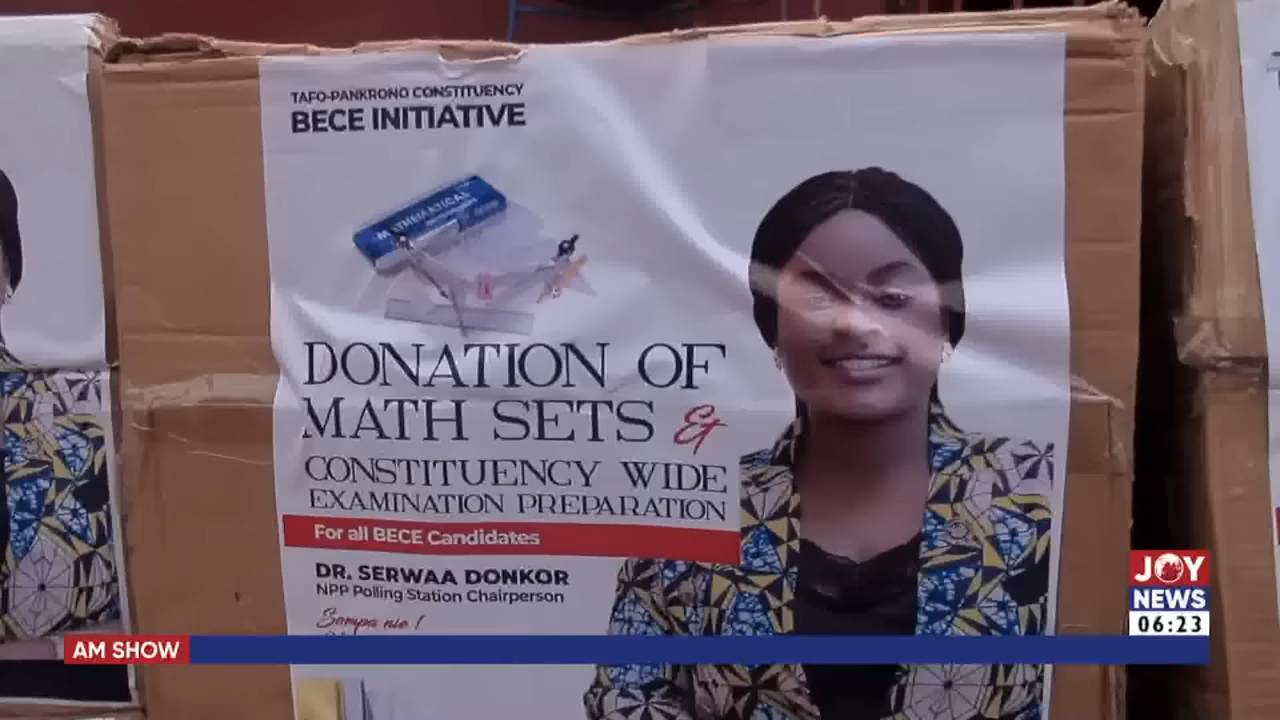 TAFO-PANKRONO CONSTITUENCY
BECE INITIATIVE
MATHEMATICAL
DONATION OF
MATH SETS &
CONSTITUENCY WIDE
EXAMINATION PREPARATION
For all BECE Candidates
DR. SERWAA DONKOR
NPP Polling Station Chairperson
Sompa nie!
JOY
NEWS
06:23
AM SHOW